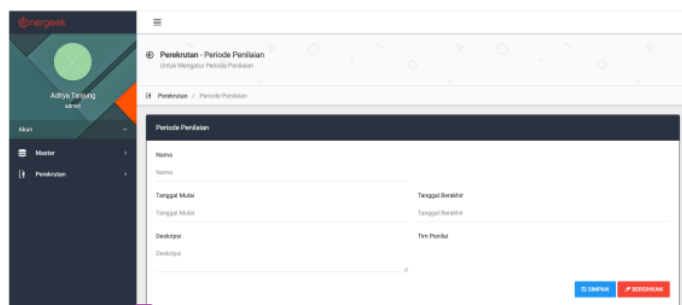 Energeek
Perekrutan - Periode Penilaian
Untuk Mengatur Periode Penilaian
Aditya Tanjung
admin
Perekrutan / Periode Penilaian
Akun
Periode Penilaian
Master
Perekrutan
Nama
Nama
Tanggal Mulai
Tanggal Berakhir
Tanggal Mulai
Tanggal Berakhir
Deskripsi
Tim Penilai
Deskripsi
SIMPAN
BERSIHKAN